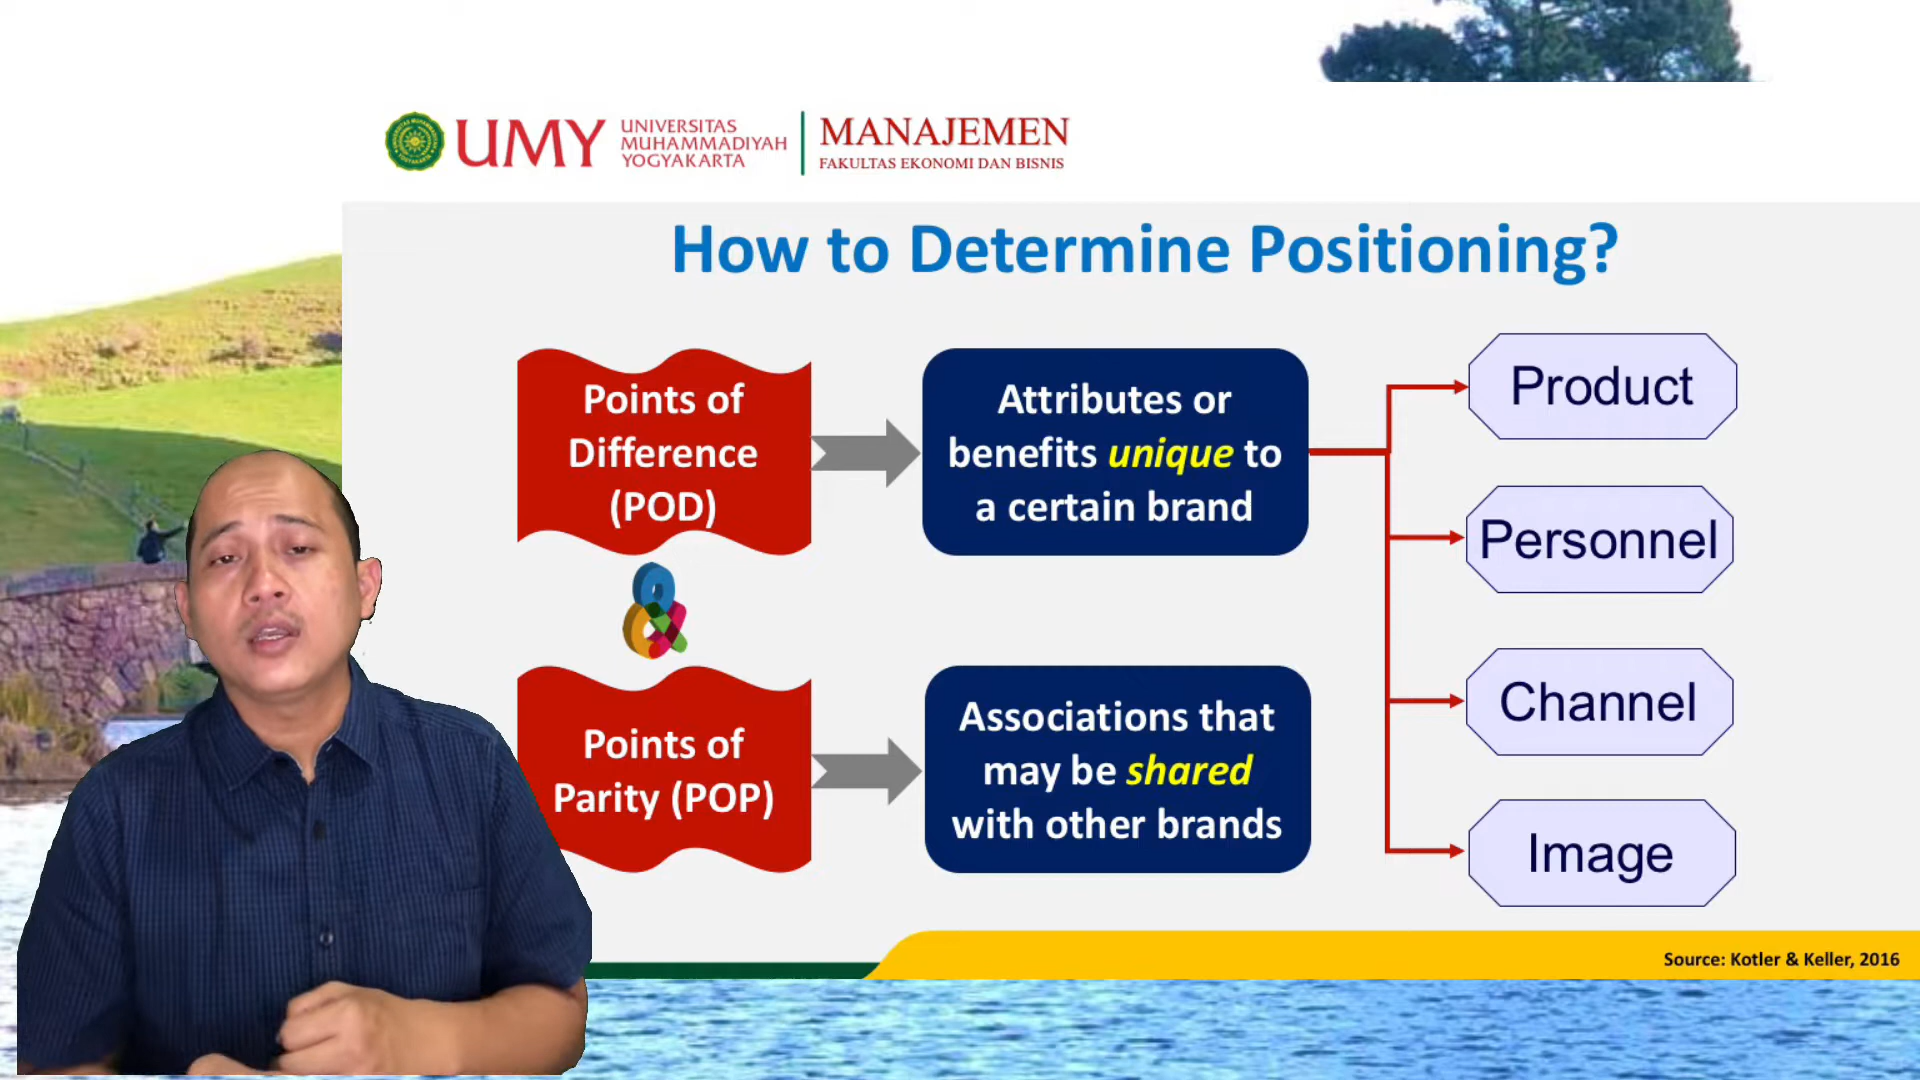 UMY
UNIVERSITAS
MUHAMMADIYAH
YOGYAKARTA
MANAJEMEN
FAKULTAS EKONOMI DAN BISNIS
How to Determine Positioning?
Points of
Difference
(POD)
Attributes or
benefits unique to
a certain brand
Product
Personnel
Channel
Image
Points of
Parity (POP)
Associations that
may be shared
with other brands
Source: Kotler & Keller, 2016